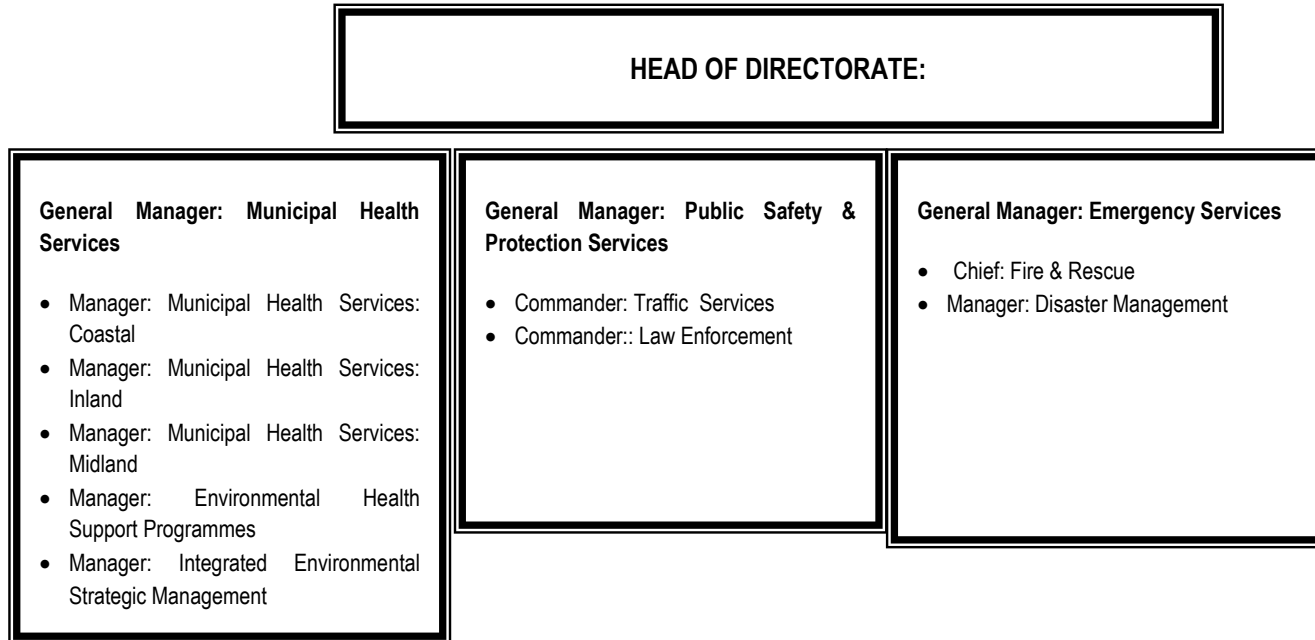 HEAD OF DIRECTORATE:
General Manager: Municipal Health
Services
• Manager: Municipal Health Services:
Coastal
• Manager: Municipal Health Services:
Inland
• Manager: Municipal Health Services:
Midland
• Manager: Environmental Health
Support Programmes
• Manager: Integrated Environmental
Strategic Management
General Manager: Public Safety &
Protection Services
• Commander: Traffic Services
• Commander:: Law Enforcement
General Manager: Emergency Services
• Chief: Fire & Rescue
• Manager: Disaster Management